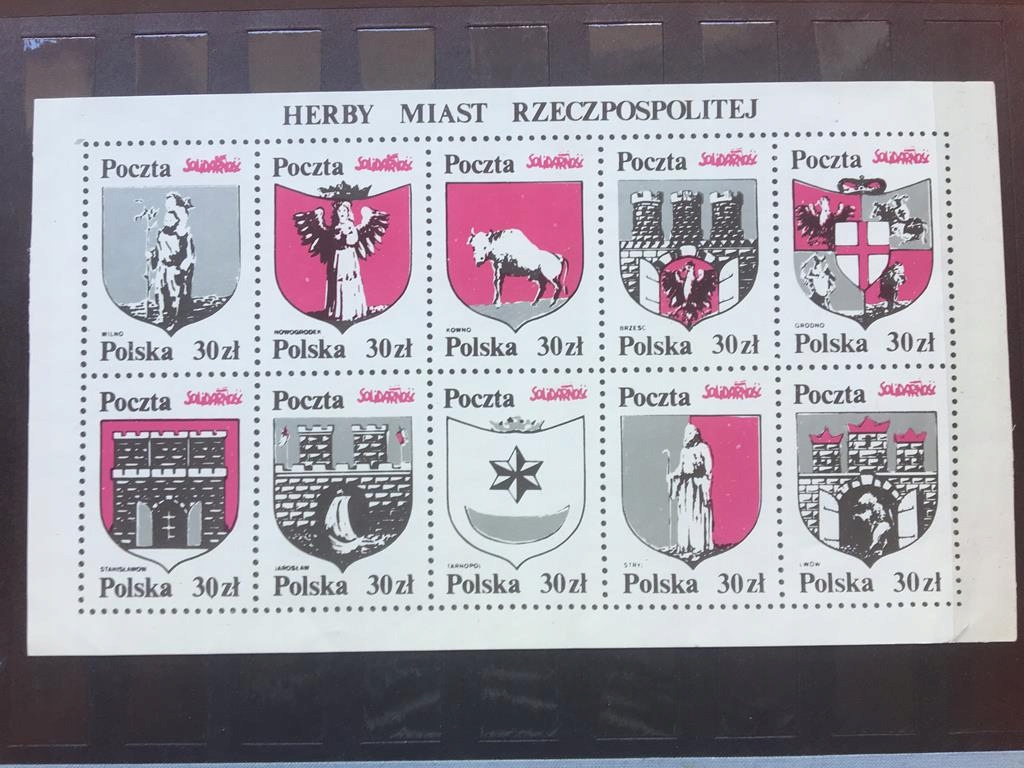 HERBY MIAST RZECZPOSPOLITEJ
Poczta SOLIDARNOŚĆ Poczta SOLIDARNOŚĆ Poczta SOLIDARNOŚĆ Poczta SOLIDARNOŚĆ Poczta SOLIDARNOŚĆ
WILNO NOWOGRÓDEK KOWNO BRZEŚĆ GRODNO
Polska 30 zł Polska 30 zł Polska 30 zł Polska 30 zł Polska 30 zł
Poczta SOLIDARNOŚĆ Poczta SOLIDARNOŚĆ Poczta SOLIDARNOŚĆ Poczta SOLIDARNOŚĆ Poczta SOLIDARNOŚĆ
STANISŁAWÓW JAROSŁAW TARNOPOL STRYJ LWÓW
Polska 30 zł Polska 30 zł Polska 30 zł Polska 30 zł Polska 30 zł